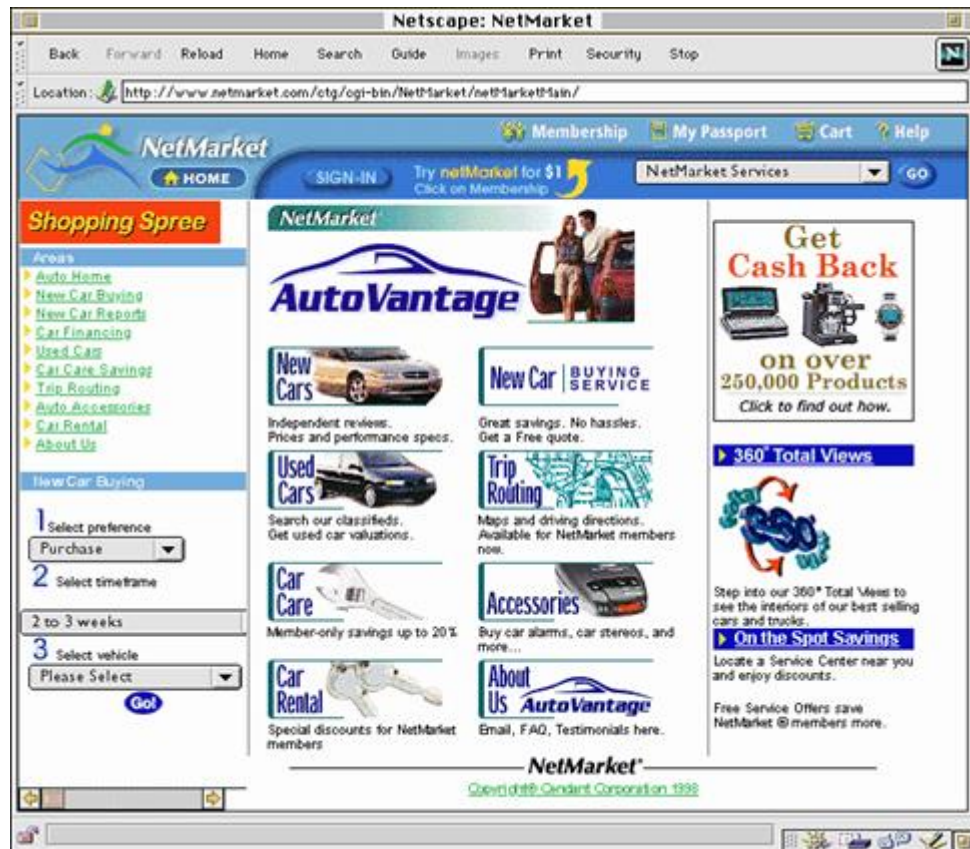 Netscape: NetMarket
Back Forward Reload Home Search Guide Images Print Security Stop
N
Location: http://www.netmarket.com/ctg/cgi-bin/NetMarket/netMarketMain/
NetMarket
Membership My Passport Cart ? Help
HOME
SIGN-IN
Try netMarket for $1
Click on Membership
NetMarket Services
GO
Shopping Spree
Areas
Auto Home
New Car Buying
New Car Reports
Car Financing
Used Cars
Car Care Savings
Trip Routing
Auto Accessories
Car Rental
About Us
New Car Buying
1 Select preference
Purchase
2 Select timeframe
2 to 3 weeks
3 Select vehicle
Please Select
Go!
NetMarket
AutoVantage
New
Cars
Independent reviews.
Prices and performance specs.
New Car BUYING
SERVICE
Great savings. No hassles.
Get a Free quote.
Used
Cars
Search our classifieds.
Get used car valuations.
Trip
Routing
Maps and driving directions.
Available for NetMarket members
now.
Car
Care
Member-only savings up to 20%
Accessories
Buy car alarms, car stereos, and
more...
Car
Rental
Special discounts for NetMarket
members
About
Us AutoVantage
Email, FAQ, Testimonials here.
Get
Cash Back
on over
250,000 Products
Click to find out how.
360° Total Views
360
Step into our 360° Total Views to
see the interiors of our best selling
cars and trucks.
On the Spot Savings
Locate a Service Center near you
and enjoy discounts.
Free Service Offers save
NetMarket ® members more.
NetMarket
Copyright© Cendant Corporation 1998